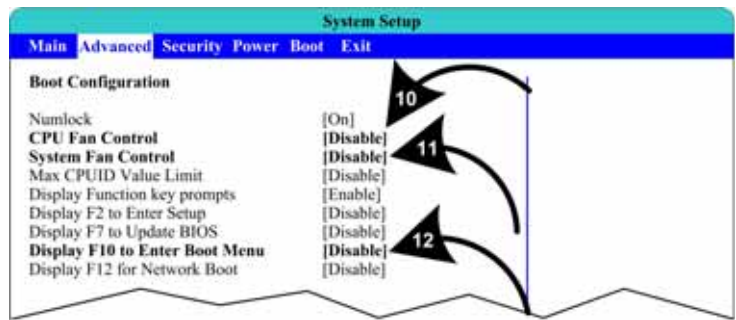 System Setup
Main Advanced Security Power Boot Exit
Boot Configuration
Numlock [On]
CPU Fan Control [Disable]
System Fan Control [Disable]
Max CPUID Value Limit [Disable]
Display Function key prompts [Enable]
Display F2 to Enter Setup [Disable]
Display F7 to Update BIOS [Disable]
Display F10 to Enter Boot Menu [Disable]
Display F12 for Network Boot [Disable]
10
11
12